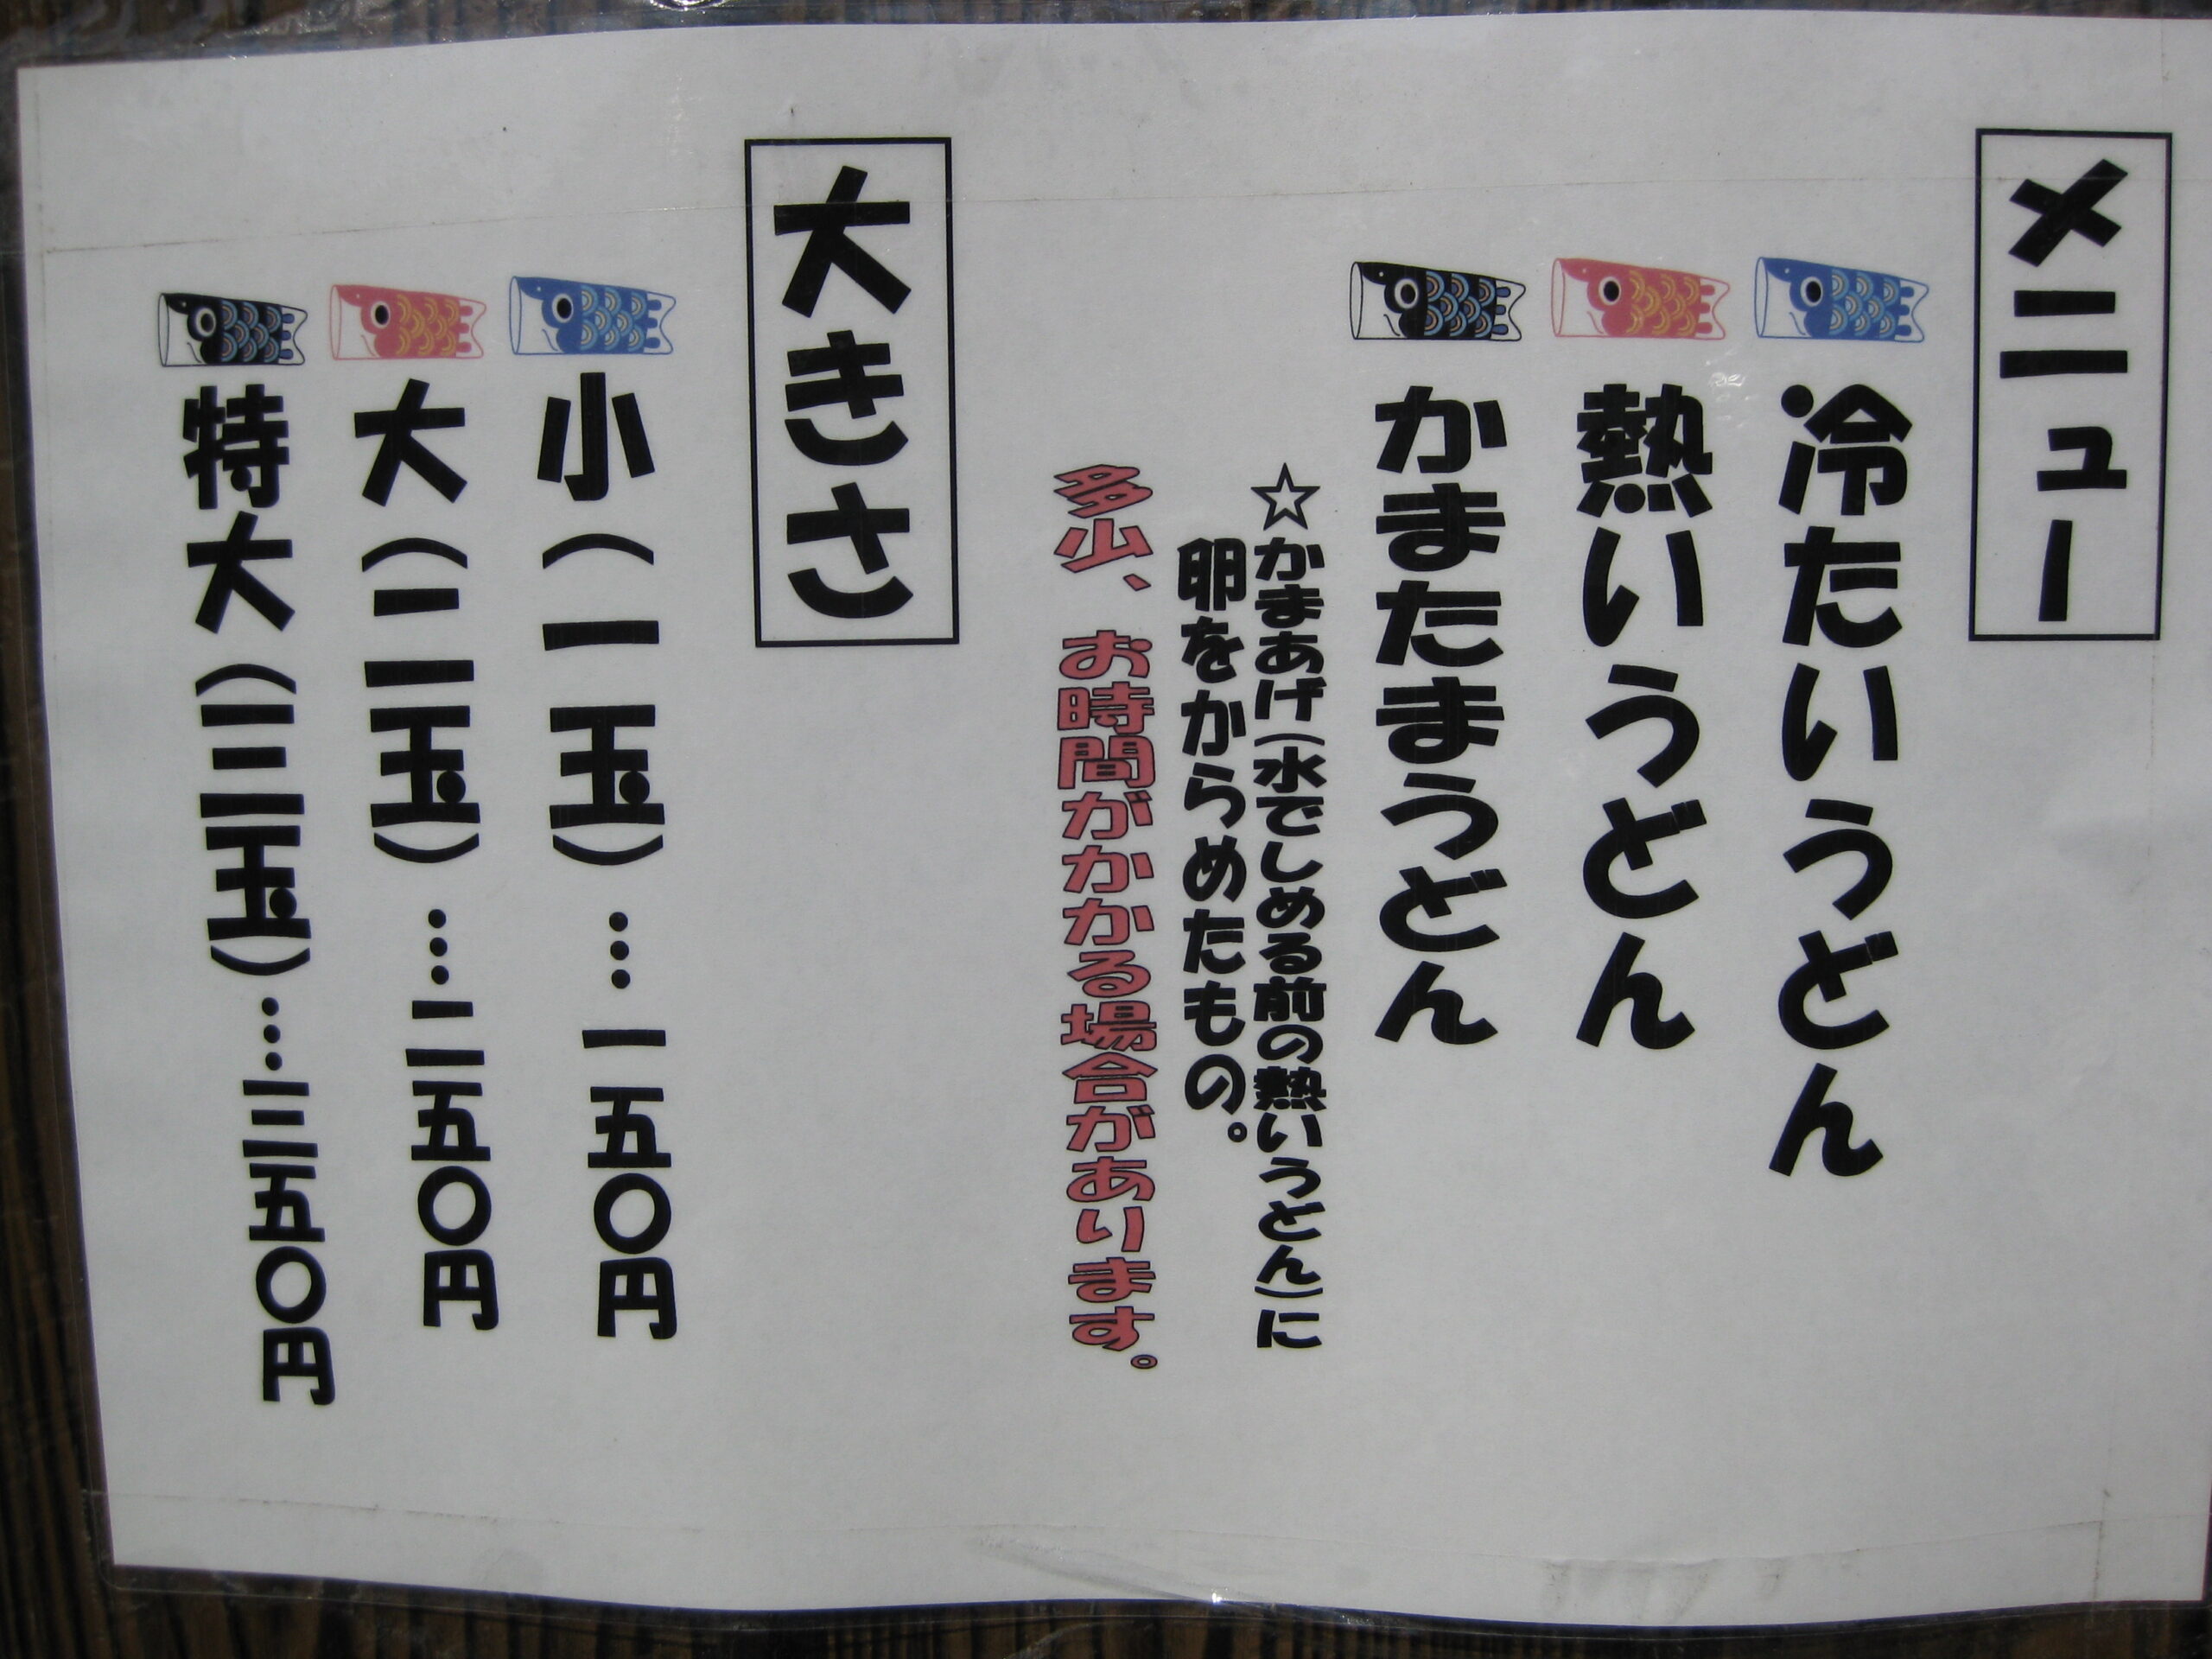 メニュー
冷たいうどん
熱いうどん
かまたまうどん
☆かまあげ(水でしめる前の熱いうどん)に
卵をからめたもの。
多少、お時間がかかる場合があります。
大きさ
小(一玉)…一五〇円
大(二玉)…二五〇円
特大(三玉)…三五〇円